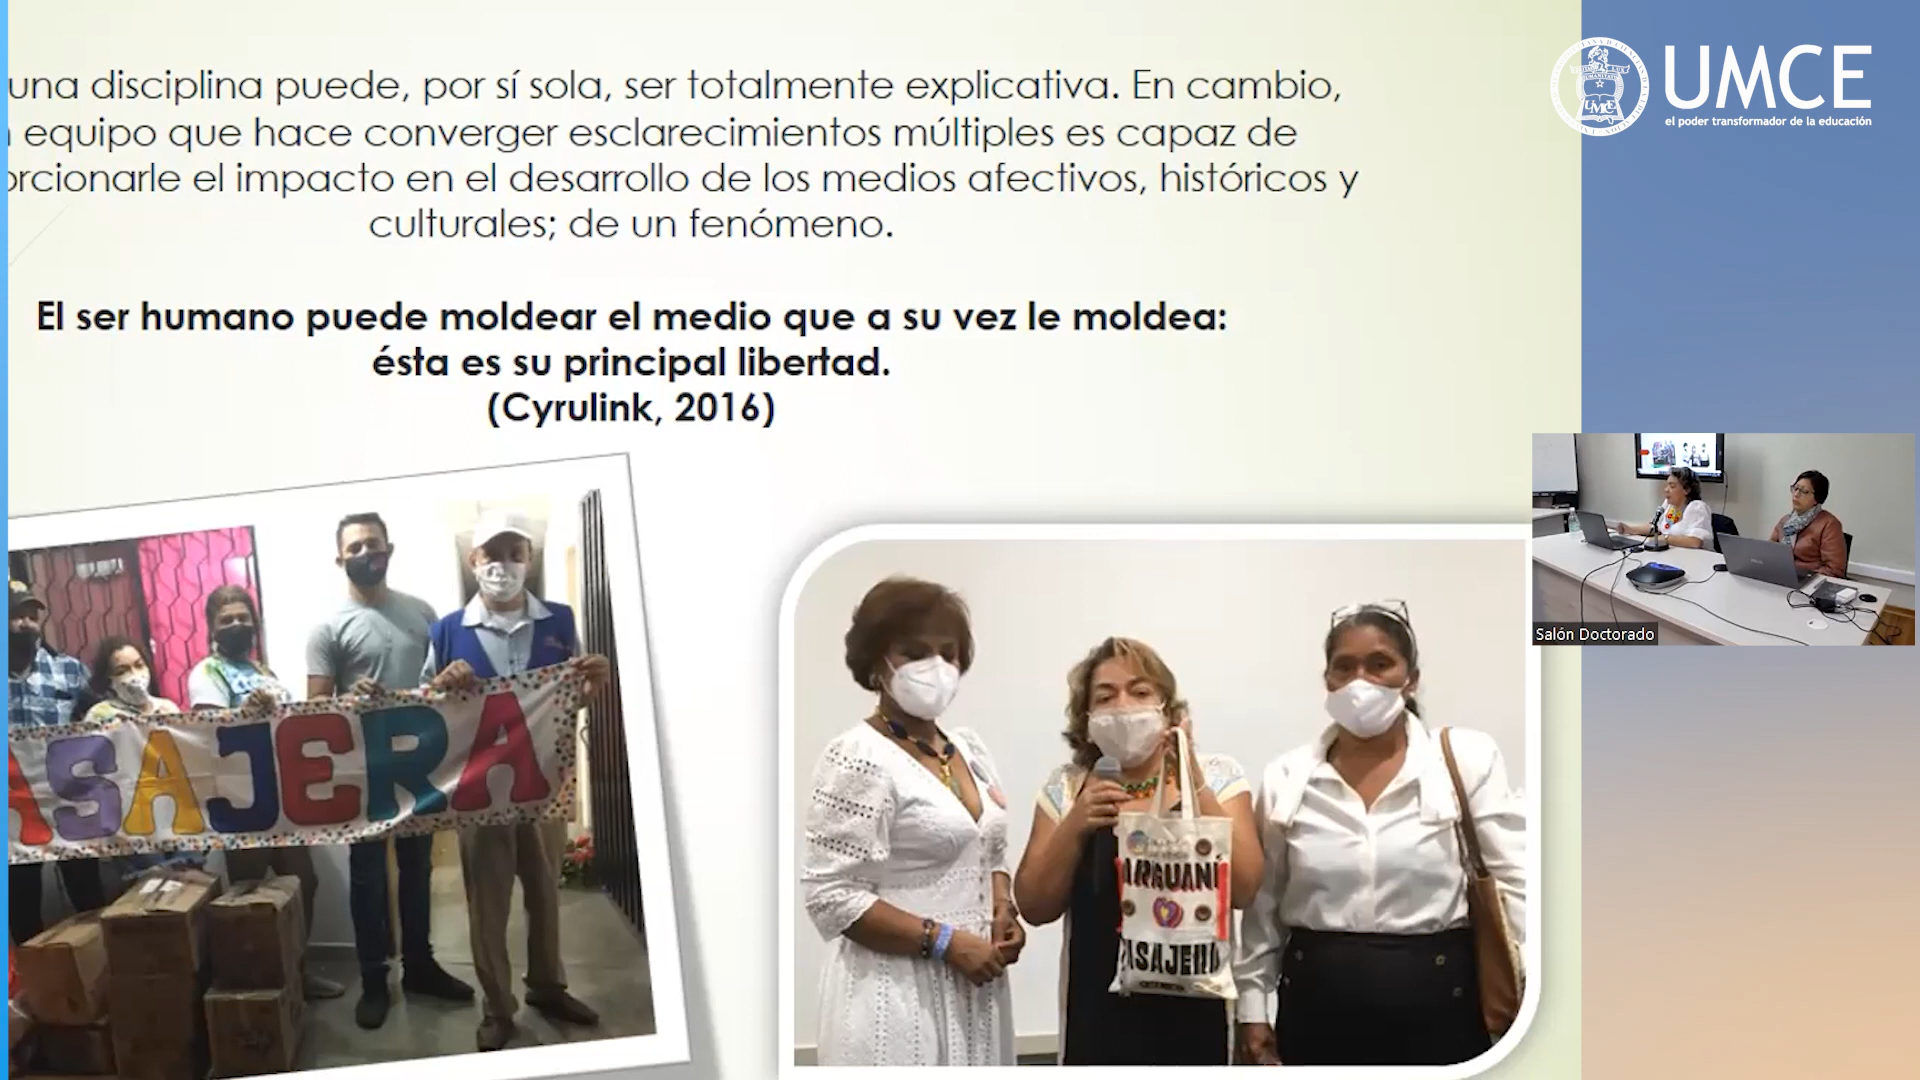 una disciplina puede, por sí sola, ser totalmente explicativa. En cambio,
equipo que hace converger esclarecimientos múltiples es capaz de
orcionarle el impacto en el desarrollo de los medios afectivos, históricos y
culturales; de un fenómeno.
El ser humano puede moldear el medio que a su vez le moldea:
ésta es su principal libertad.
(Cyrulink, 2016)
ASAJERA
ARIGUANÍ
UMCE
el poder transformador de la educación
Salón Doctorado